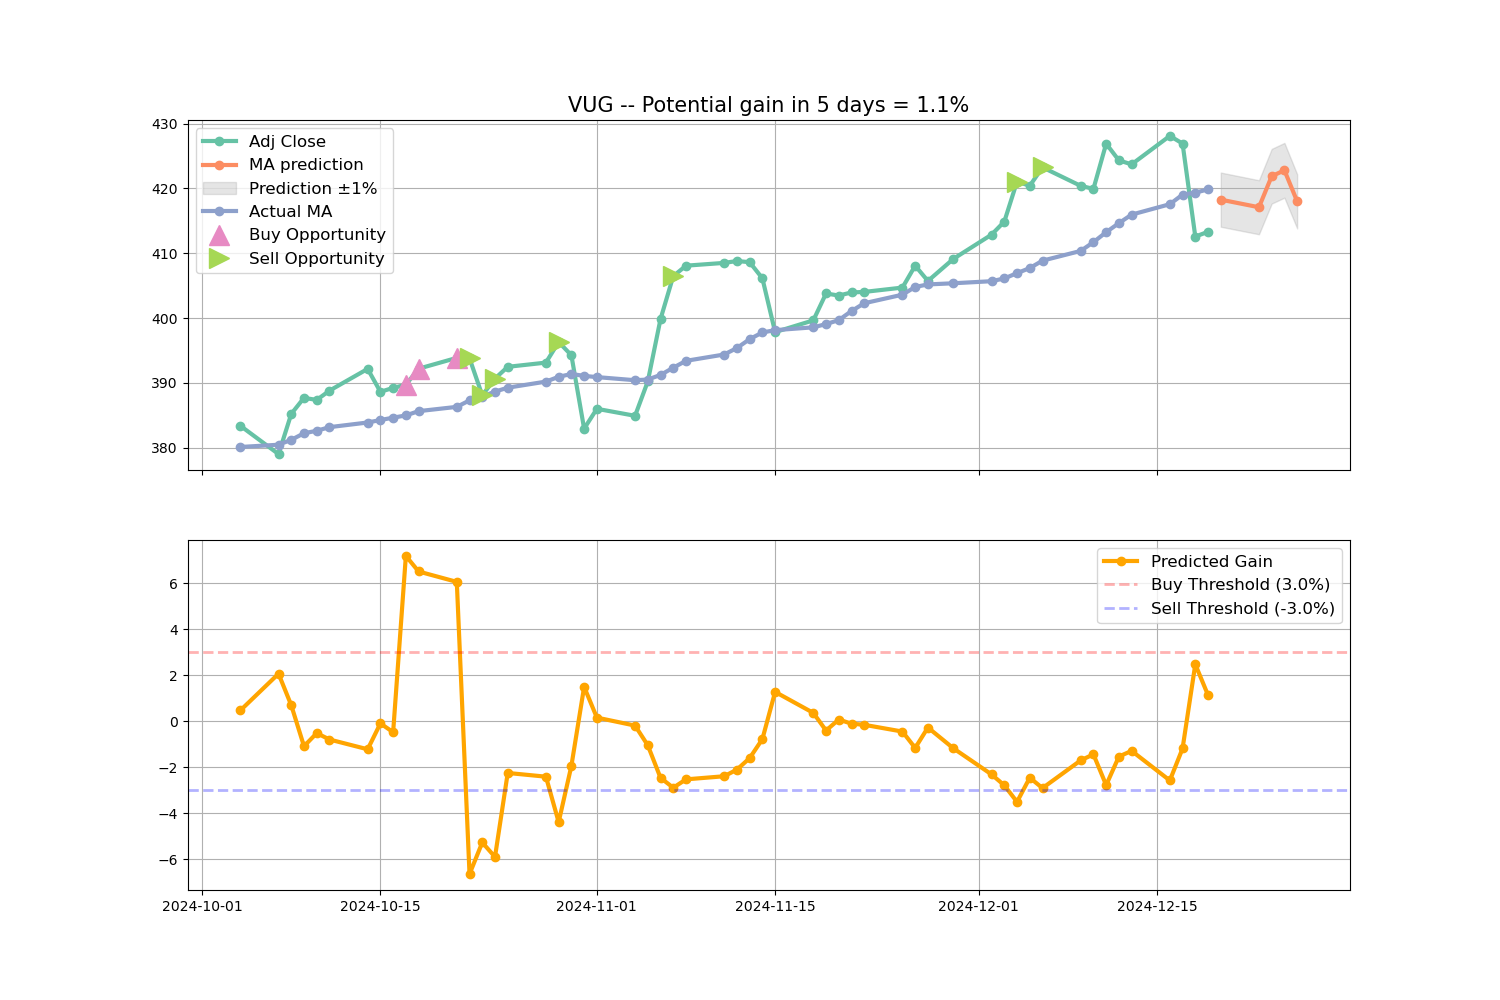 VUG -- Potential gain in 5 days = 1.1%
430
420
410
400
390
380
Adj Close
MA prediction
Prediction ±1%
Actual MA
Buy Opportunity
Sell Opportunity
6
4
2
0
−2
−4
−6
Predicted Gain
Buy Threshold (3.0%)
Sell Threshold (-3.0%)
2024-10-01
2024-10-15
2024-11-01
2024-11-15
2024-12-01
2024-12-15